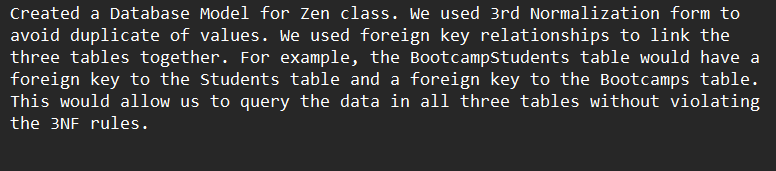 Created a Database Model for Zen class. We used 3rd Normalization form to
avoid duplicate of values. We used foreign key relationships to link the
three tables together. For example, the BootcampStudents table would have a
foreign key to the Students table and a foreign key to the Bootcamps table.
This would allow us to query the data in all three tables without violating
the 3NF rules.